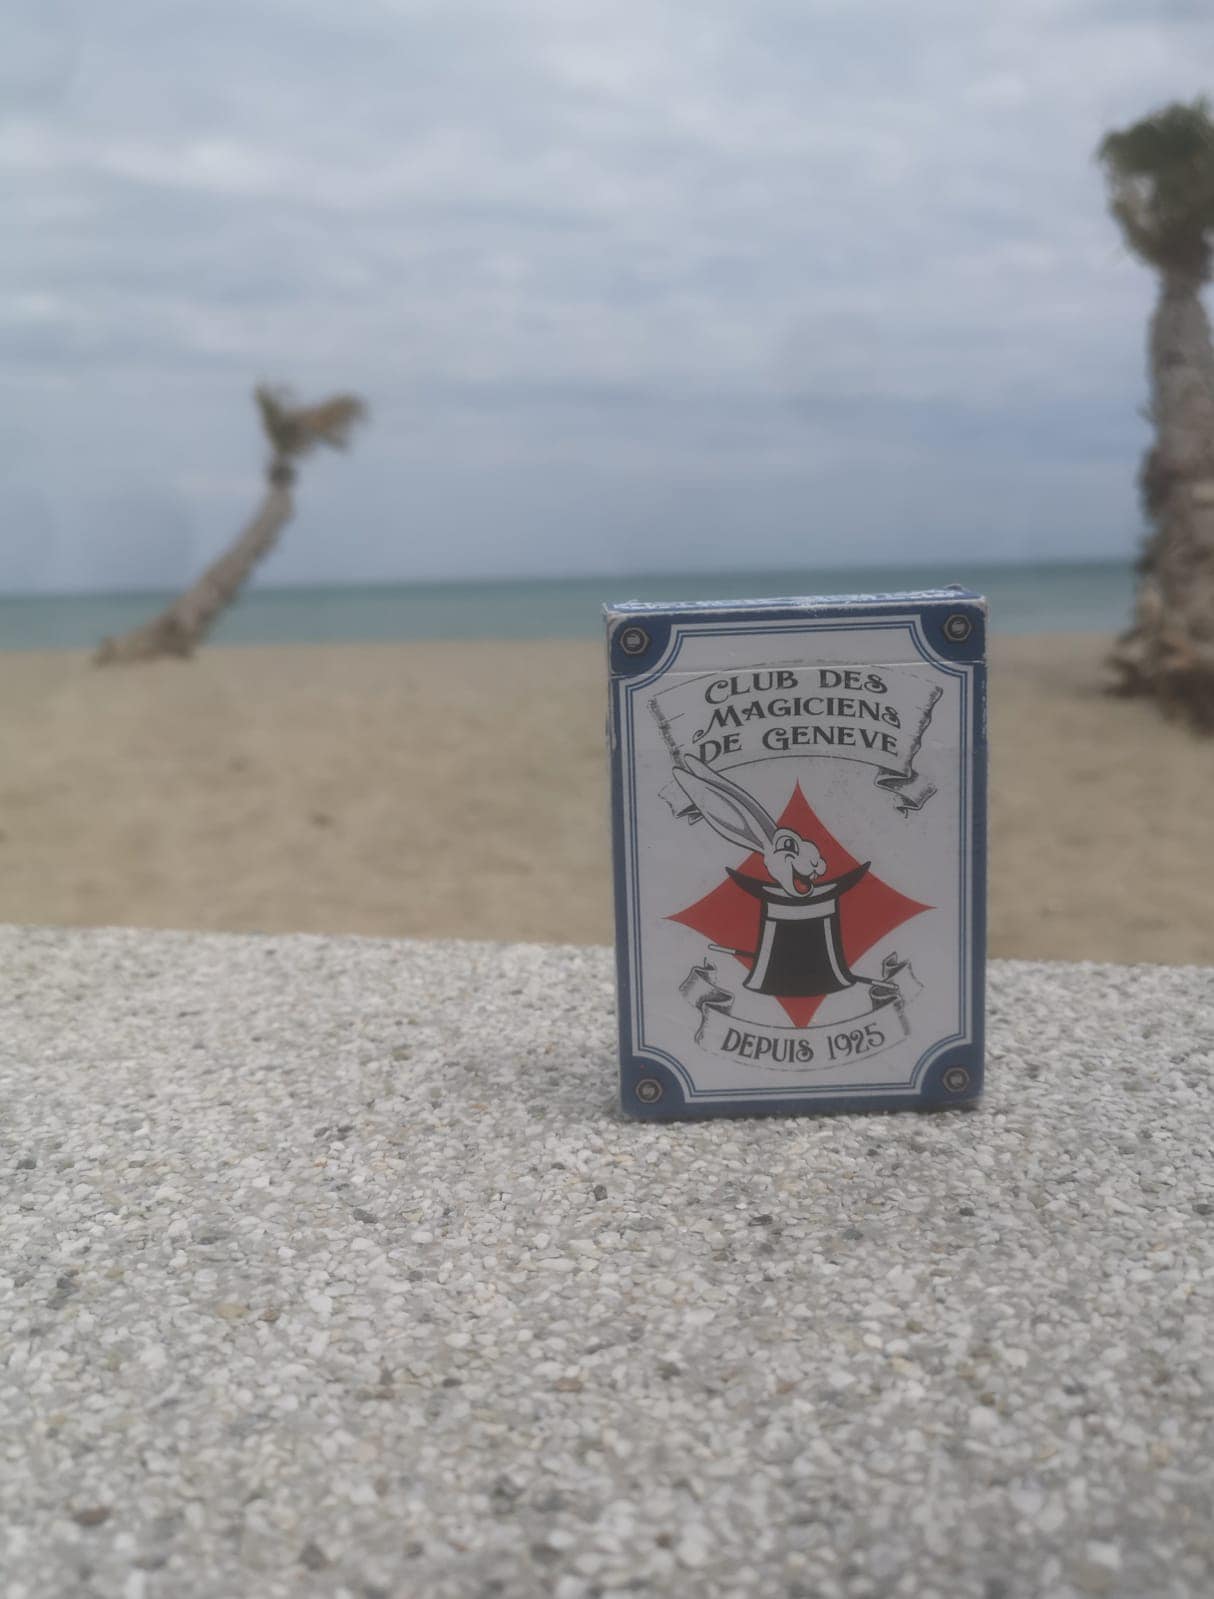 CLUB DES
MAGICIENS
DE GENEVE
DEPUIS 1925